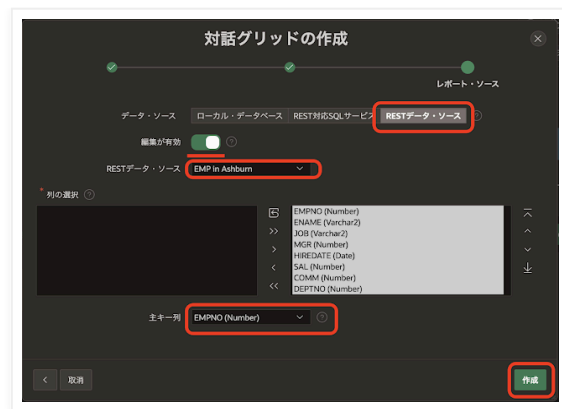 対話グリッドの作成
レポート・ソース
データ・ソース ローカル・データベース REST対応SQLサービス RESTデータ・ソース
編集が有効
RESTデータ・ソース EMP in Ashburn
* 列の選択
EMPNO (Number)
ENAME (Varchar2)
JOB (Varchar2)
MGR (Number)
HIREDATE (Date)
SAL (Number)
COMM (Number)
DEPTNO (Number)
主キー列 EMPNO (Number)
取消 作成